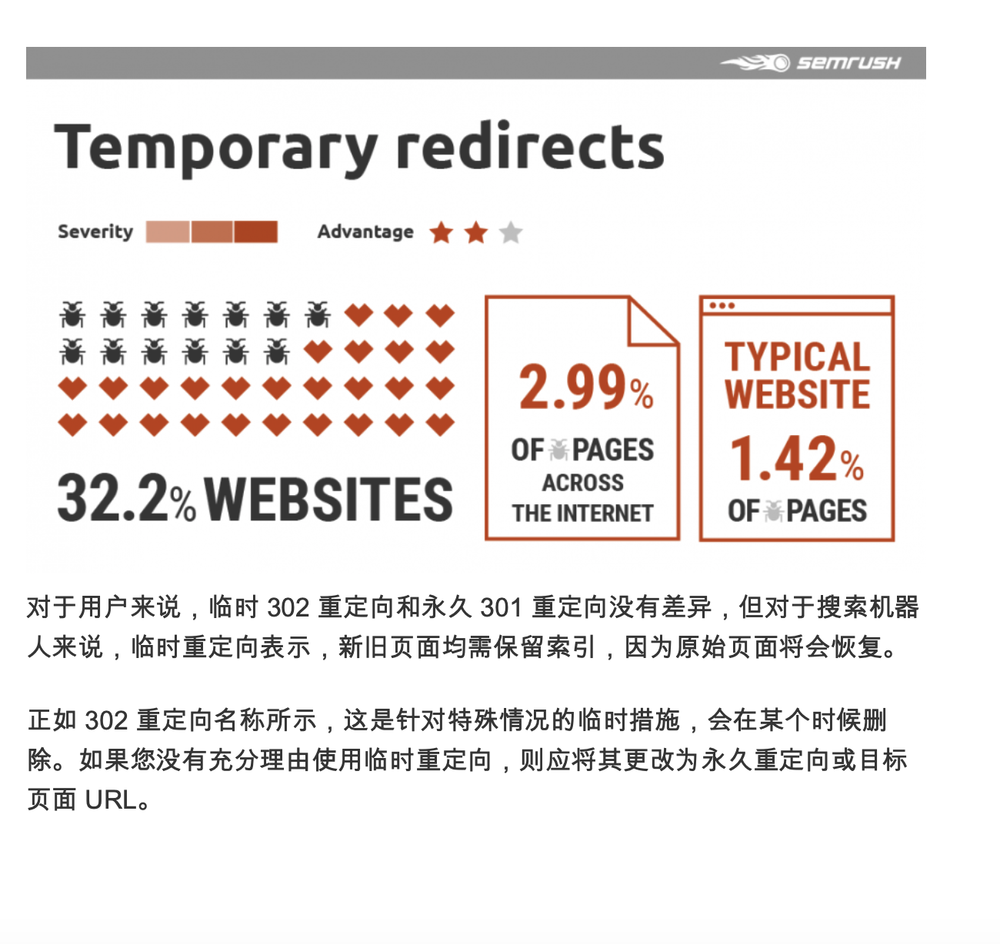 semrush
Temporary redirects
Severity Advantage
32.2% WEBSITES
2.99%
OF PAGES
ACROSS
THE INTERNET
TYPICAL
WEBSITE
1.42%
OF PAGES
对于用户来说，临时 302 重定向和永久 301 重定向没有差异，但对于搜索机器
人来说，临时重定向表示，新旧页面均需保留索引，因为原始页面将会恢复。
正如 302 重定向名称所示，这是针对特殊情况的临时措施，会在某个时候删
除。如果您没有充分理由使用临时重定向，则应将其更改为永久重定向或目标
页面 URL。